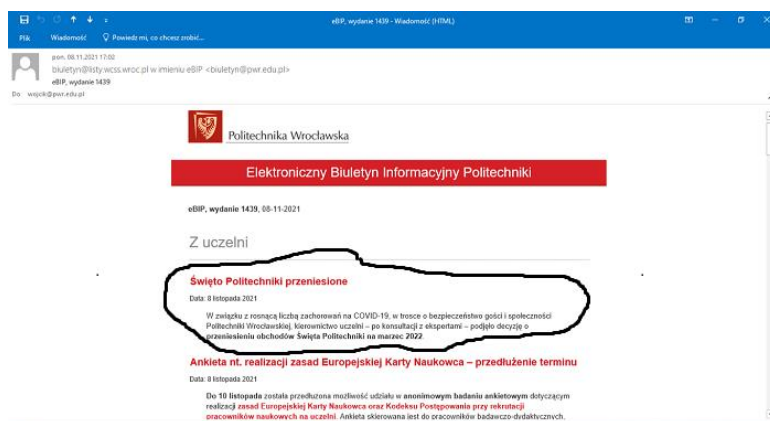 eBIP, wydanie 1439 - Wiadomość (HTML)
Plik Wiadomość Powiedz mi, co chcesz zrobić...
pon. 08.11.2021 17:02
biuletyn@listy.wcss.wroc.pl w imieniu eBIP <biuletyn@pwr.edu.pl>
eBIP, wydanie 1439
Do wojcik@pwr.edu.pl
Politechnika Wrocławska
Elektroniczny Biuletyn Informacyjny Politechniki
eBIP, wydanie 1439, 08-11-2021
Z uczelni
Święto Politechniki przeniesione
Data: 8 listopada 2021
W związku z rosnącą liczbą zachorowań na COVID-19, w trosce o bezpieczeństwo gości i społeczności
Politechniki Wrocławskiej, kierownictwo uczelni – po konsultacji z ekspertami – podjęło decyzję o
przeniesieniu obchodów Święta Politechniki na marzec 2022.
Ankieta nt. realizacji zasad Europejskiej Karty Naukowca – przedłużenie terminu
Data: 8 listopada 2021
Do 10 listopada została przedłużona możliwość udziału w anonimowym badaniu ankietowym dotyczącym
realizacji zasad Europejskiej Karty Naukowca oraz Kodeksu Postępowania przy rekrutacji
pracowników naukowych na uczelni. Ankieta skierowana jest do pracowników badawczo-dydaktycznych,